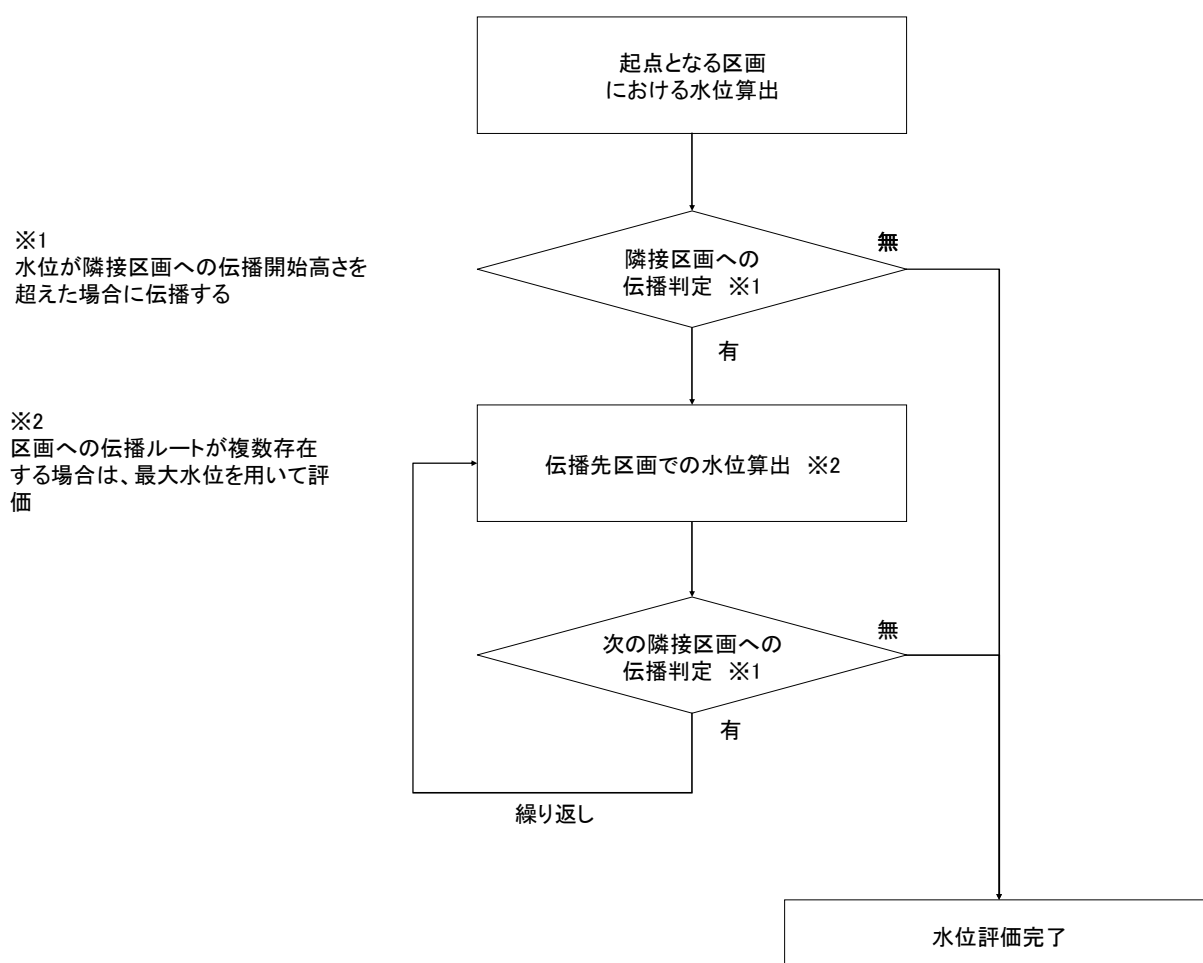 起点となる区画
における水位算出
※1
水位が隣接区画への伝播開始高さを
超えた場合に伝播する
隣接区画への
伝播判定 ※1
無
有
※2
区画への伝播ルートが複数存在
する場合は、最大水位を用いて評
価
伝播先区画での水位算出 ※2
次の隣接区画への
伝播判定 ※1
無
有
繰り返し
水位評価完了